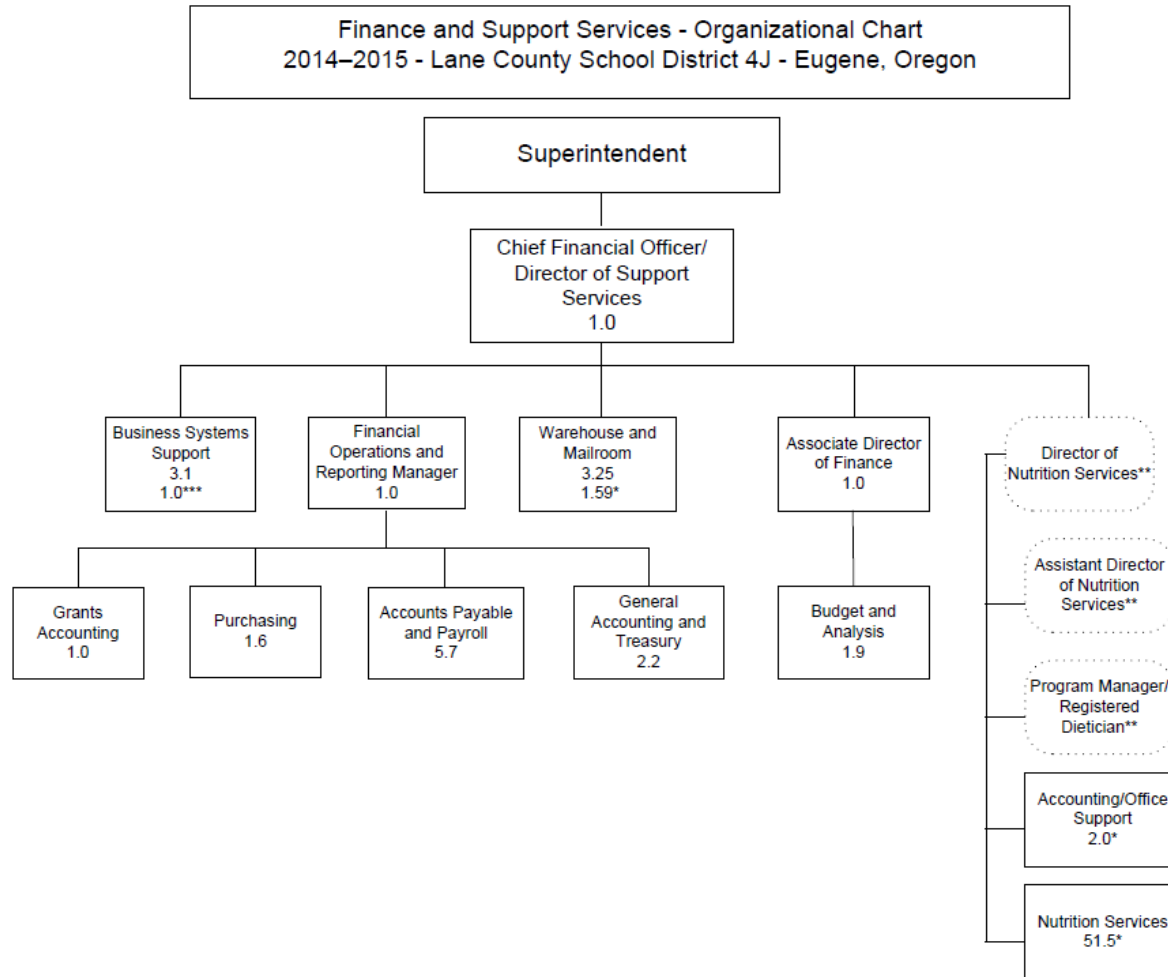 Finance and Support Services - Organizational Chart
2014–2015 - Lane County School District 4J - Eugene, Oregon
Superintendent
Chief Financial Officer/
Director of Support
Services
1.0
Business Systems
Support
3.1
1.0***
Financial
Operations and
Reporting Manager
1.0
Warehouse and
Mailroom
3.25
1.59*
Associate Director
of Finance
1.0
Director of
Nutrition Services**
Grants
Accounting
1.0
Purchasing
1.6
Accounts Payable
and Payroll
5.7
General
Accounting and
Treasury
2.2
Budget and
Analysis
1.9
Assistant Director
of Nutrition
Services**
Program Manager/
Registered
Dietician**
Accounting/Office
Support
2.0*
Nutrition Services
51.5*